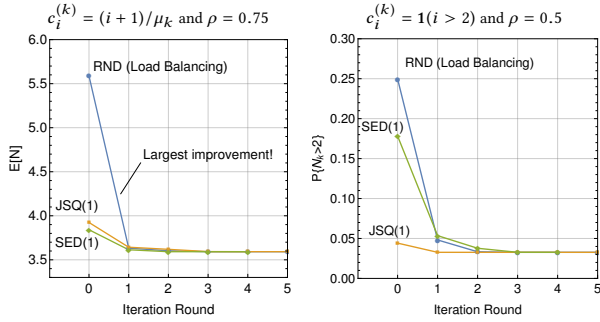 c_i^{(k)} = (i + 1)/μ_k and ρ = 0.75
6.0
5.5
5.0
4.5
4.0
3.5
E[N]
RND (Load Balancing)
Largest improvement!
JSQ(1)
SED(1)
0 1 2 3 4 5
Iteration Round
c_i^{(k)} = 1(i > 2) and ρ = 0.5
0.30
0.25
0.20
0.15
0.10
0.05
0.00
P{N_k>2}
RND (Load Balancing)
SED(1)
JSQ(1)
0 1 2 3 4 5
Iteration Round